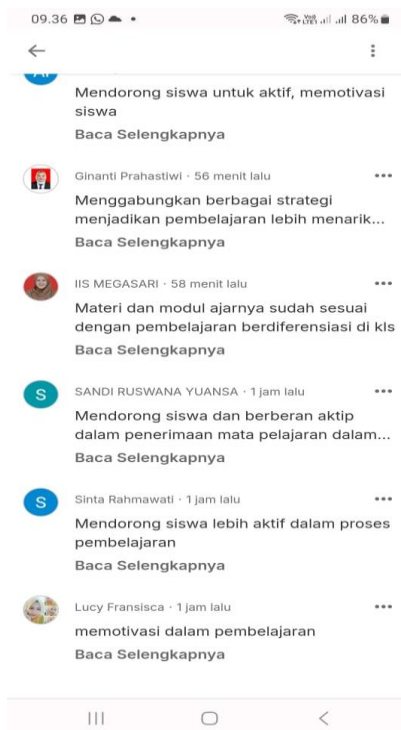 09.36 86%
Mendorong siswa untuk aktif, memotivasi
siswa
Baca Selengkapnya
Ginanti Prahastiwi · 56 menit lalu
Menggabungkan berbagai strategi
menjadikan pembelajaran lebih menarik...
Baca Selengkapnya
IIS MEGASARI · 58 menit lalu
Materi dan modul ajarnya sudah sesuai
dengan pembelajaran berdiferensiasi di kls
Baca Selengkapnya
S SANDI RUSWANA YUANSA · 1 jam lalu
Mendorong siswa dan berberan aktip
dalam penerimaan mata pelajaran dalam...
Baca Selengkapnya
S Sinta Rahmawati · 1 jam lalu
Mendorong siswa lebih aktif dalam proses
pembelajaran
Baca Selengkapnya
Lucy Fransisca · 1 jam lalu
memotivasi dalam pembelajaran
Baca Selengkapnya